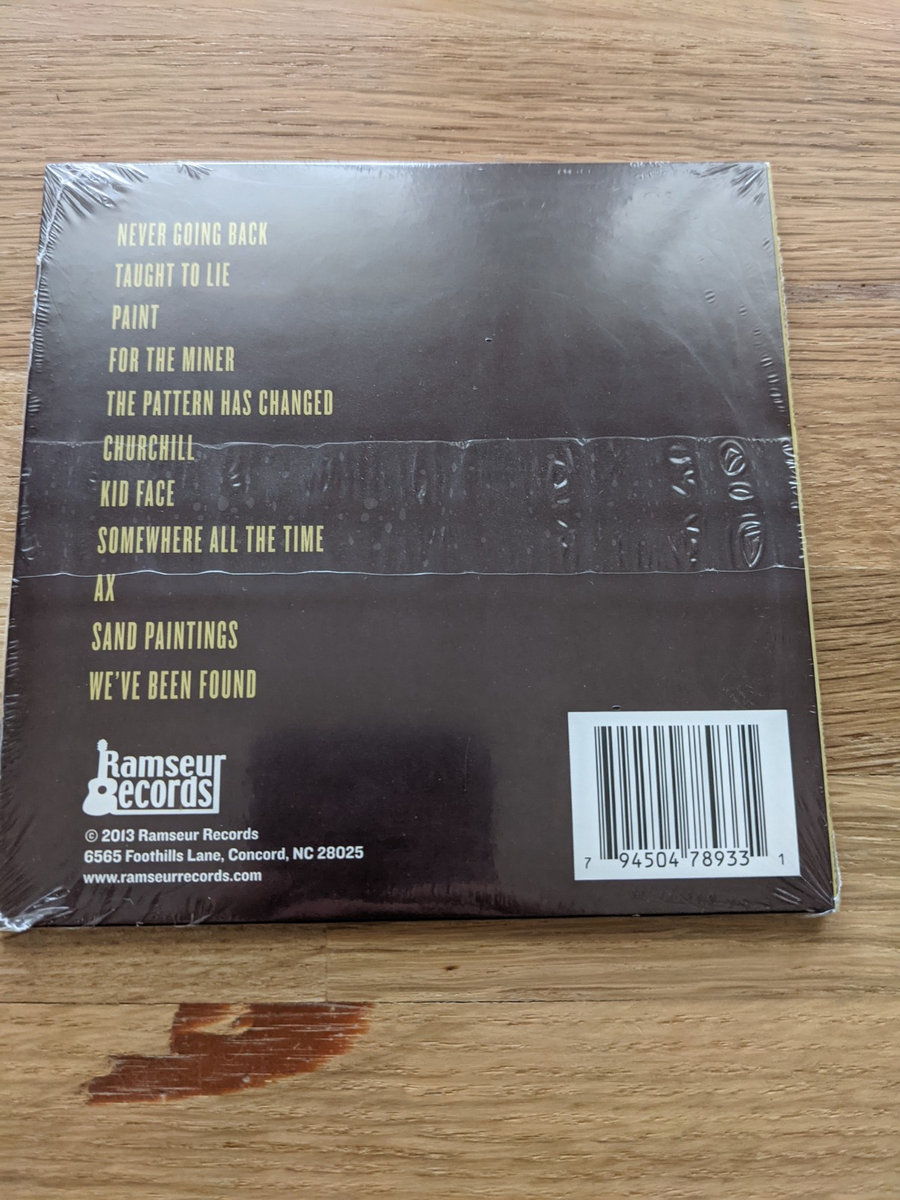 NEVER GOING BACK
TAUGHT TO LIE
PAINT
FOR THE MINER
THE PATTERN HAS CHANGED
CHURCHILL
KID FACE
SOMEWHERE ALL THE TIME
AX
SAND PAINTINGS
WE'VE BEEN FOUND
Ramseur
Records
© 2013 Ramseur Records
6565 Foothills Lane, Concord, NC 28025
www.ramseurrecords.com
7 94504 78933 1